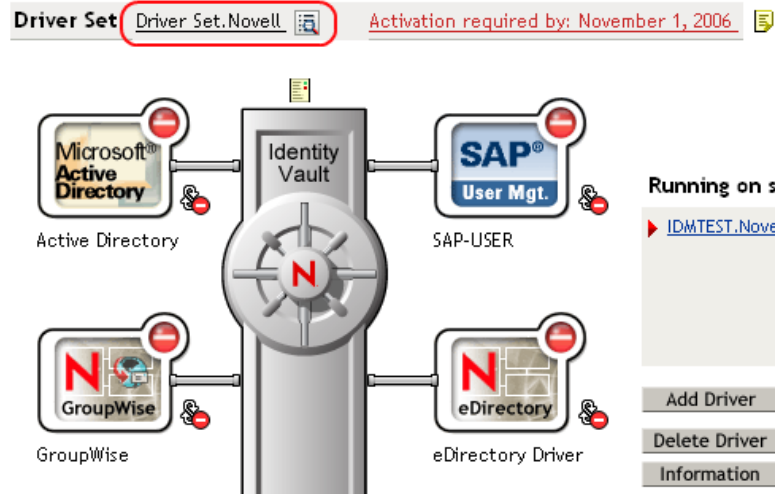 Driver Set Driver Set.Novell Activation required by: November 1, 2006
Microsoft®
Active
Directory
Active Directory
Identity
Vault
SAP®
User Mgt.
SAP-USER
Running on s
IDMTEST.Nove
N
N
GroupWise
GroupWise
N
eDirectory
eDirectory Driver
Add Driver
Delete Driver
Information